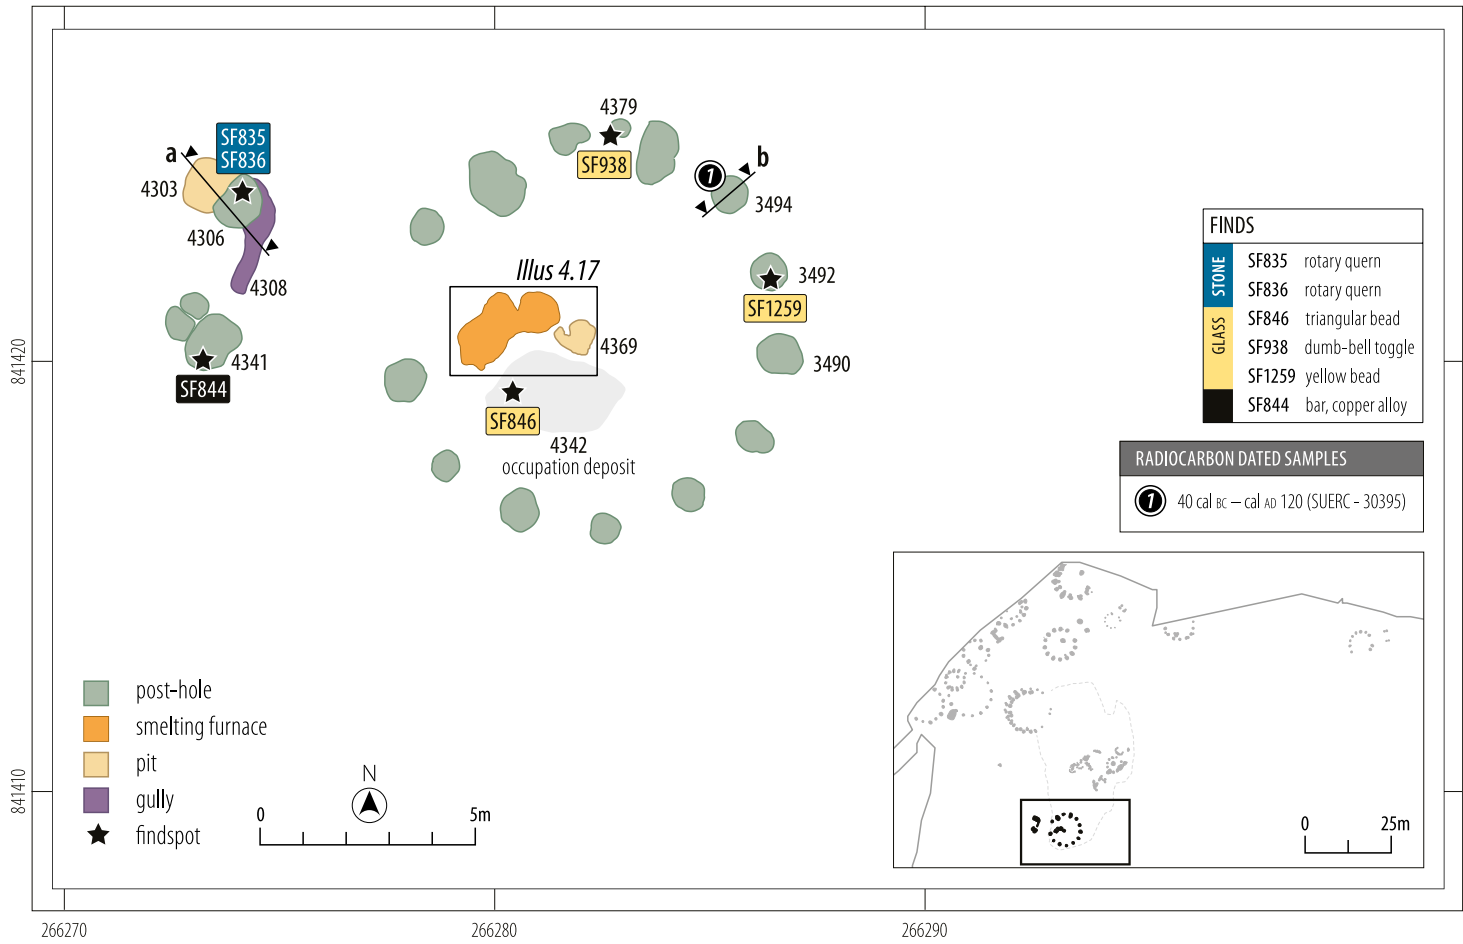 4379
SF835
SF836
a
b
1
SF938
4303
3494
4306
FINDS
STONE
SF835 rotary quern
SF836 rotary quern
GLASS
SF846 triangular bead
SF938 dumb-bell toggle
SF1259 yellow bead
SF844 bar, copper alloy
Illus 4.17
3492
4308
SF1259
4369
4341
3490
SF844
SF846
4342
occupation deposit
RADIOCARBON DATED SAMPLES
1 40 cal BC – cal AD 120 (SUERC - 30395)
841420
841410
post-hole
smelting furnace
pit
gully
findspot
N
0 5m
0 25m
266270 266280 266290